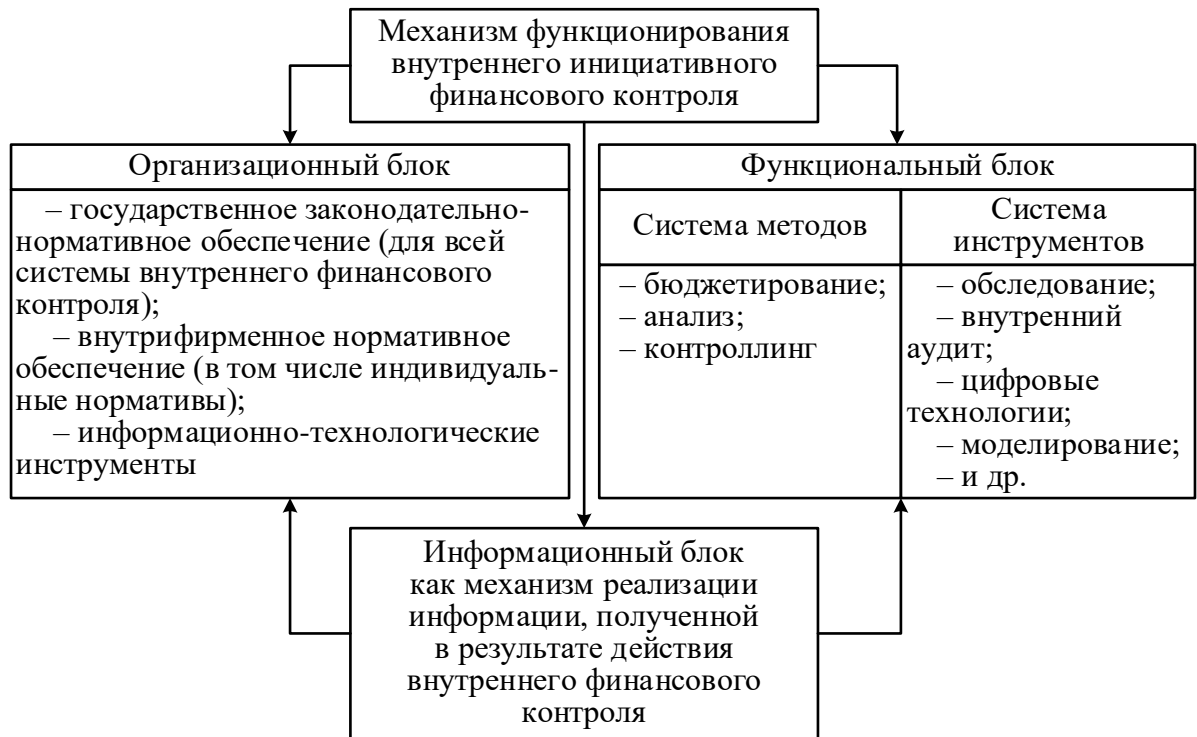 Механизм функционирования
внутреннего инициативного
финансового контроля
Организационный блок
– государственное законодательно-
нормативное обеспечение (для всей
системы внутреннего финансового
контроля);
– внутрифирменное нормативное
обеспечение (в том числе индивидуаль-
ные нормативы);
– информационно-технологические
инструменты
Функциональный блок
Система методов
– бюджетирование;
– анализ;
– контроллинг
Система
инструментов
– обследование;
– внутренний
аудит;
– цифровые
технологии;
– моделирование;
– и др.
Информационный блок
как механизм реализации
информации, полученной
в результате действия
внутреннего финансового
контроля